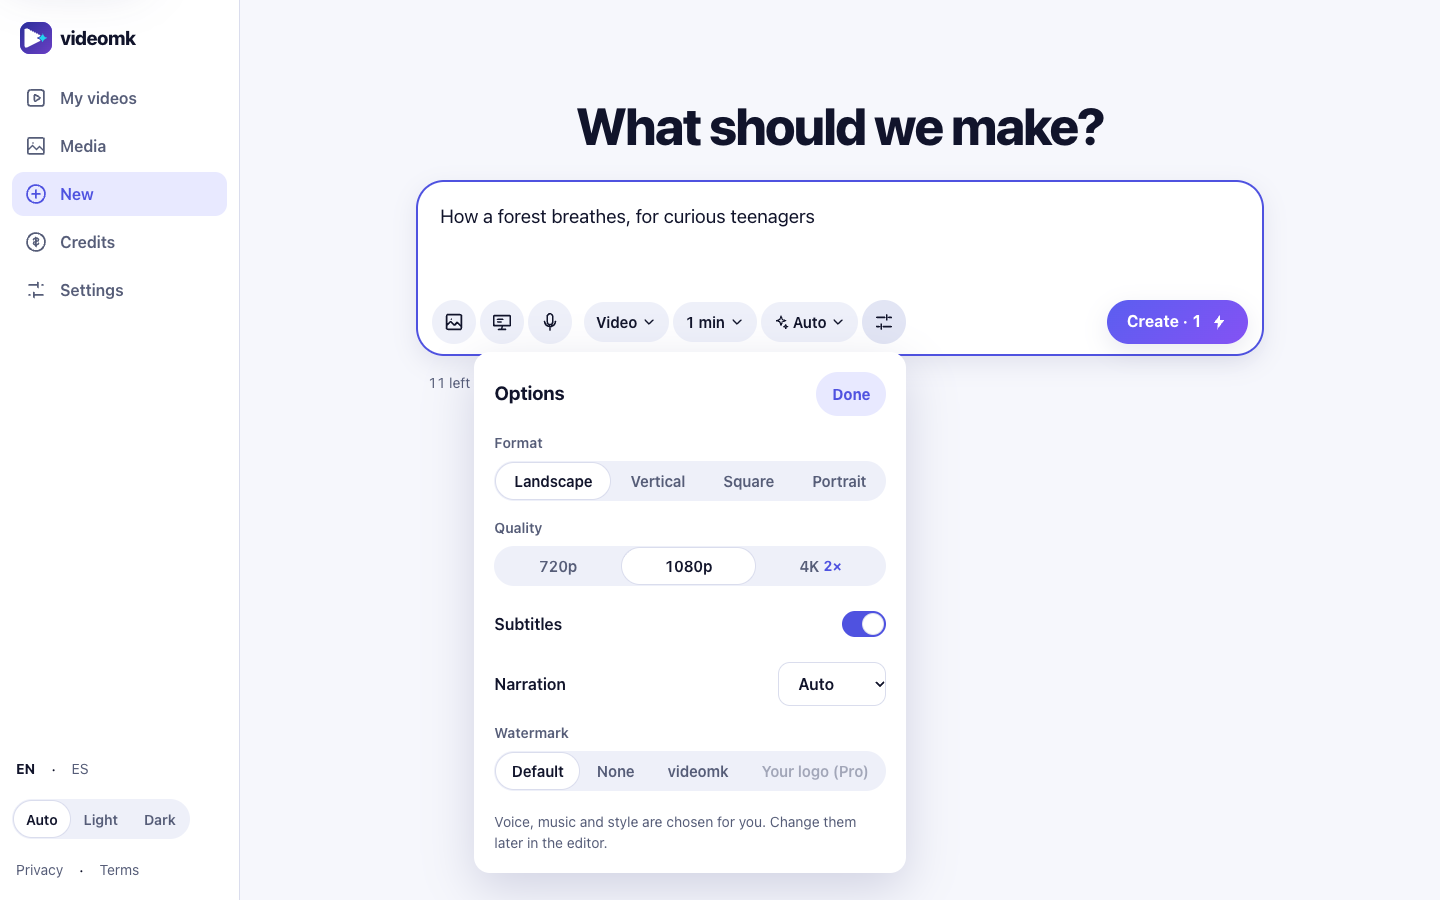 videomk
My videos
Media
New
Credits
Settings
EN · ES
Auto Light Dark
Privacy · Terms
What should we make?
How a forest breathes, for curious teenagers
Video 1 min Auto Create · 1
11 left
Options Done
Format
Landscape Vertical Square Portrait
Quality
720p 1080p 4K 2×
Subtitles
Narration Auto
Watermark
Default None videomk Your logo (Pro)
Voice, music and style are chosen for you. Change them
later in the editor.